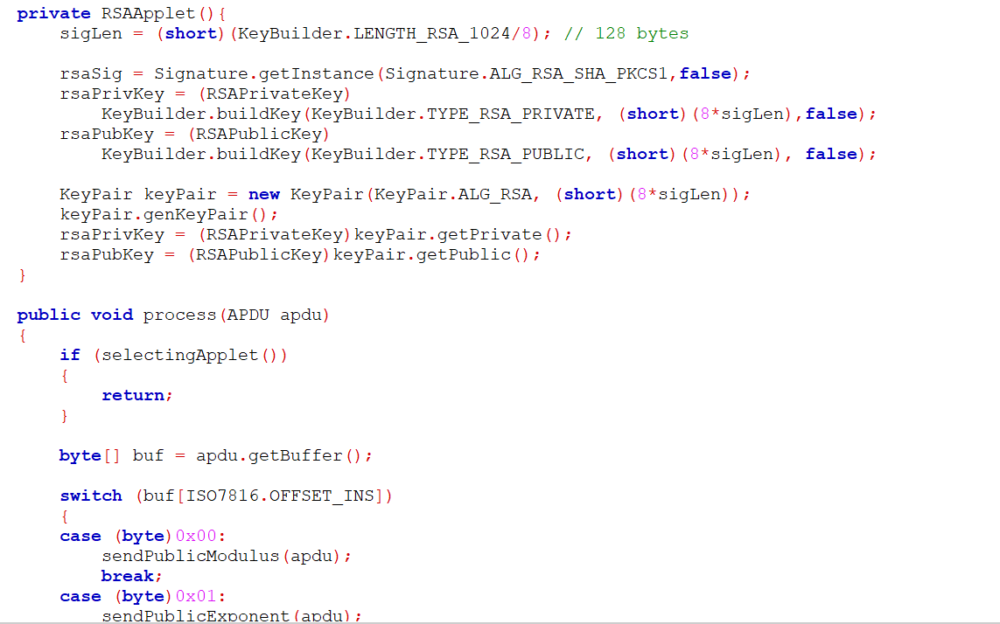 private RSAApplet(){
    sigLen = (short)(KeyBuilder.LENGTH_RSA_1024/8); // 128 bytes

    rsaSig = Signature.getInstance(Signature.ALG_RSA_SHA_PKCS1,false);
    rsaPrivKey = (RSAPrivateKey)
        KeyBuilder.buildKey(KeyBuilder.TYPE_RSA_PRIVATE, (short)(8*sigLen),false);
    rsaPubKey = (RSAPublicKey)
        KeyBuilder.buildKey(KeyBuilder.TYPE_RSA_PUBLIC, (short)(8*sigLen), false);

    KeyPair keyPair = new KeyPair(KeyPair.ALG_RSA, (short)(8*sigLen));
    keyPair.genKeyPair();
    rsaPrivKey = (RSAPrivateKey)keyPair.getPrivate();
    rsaPubKey = (RSAPublicKey)keyPair.getPublic();
}

public void process(APDU apdu)
{
    if (selectingApplet())
    {
        return;
    }

    byte[] buf = apdu.getBuffer();

    switch (buf[ISO7816.OFFSET_INS])
    {
    case (byte)0x00:
        sendPublicModulus(apdu);
        break;
    case (byte)0x01:
        sendPublicExponent(apdu);